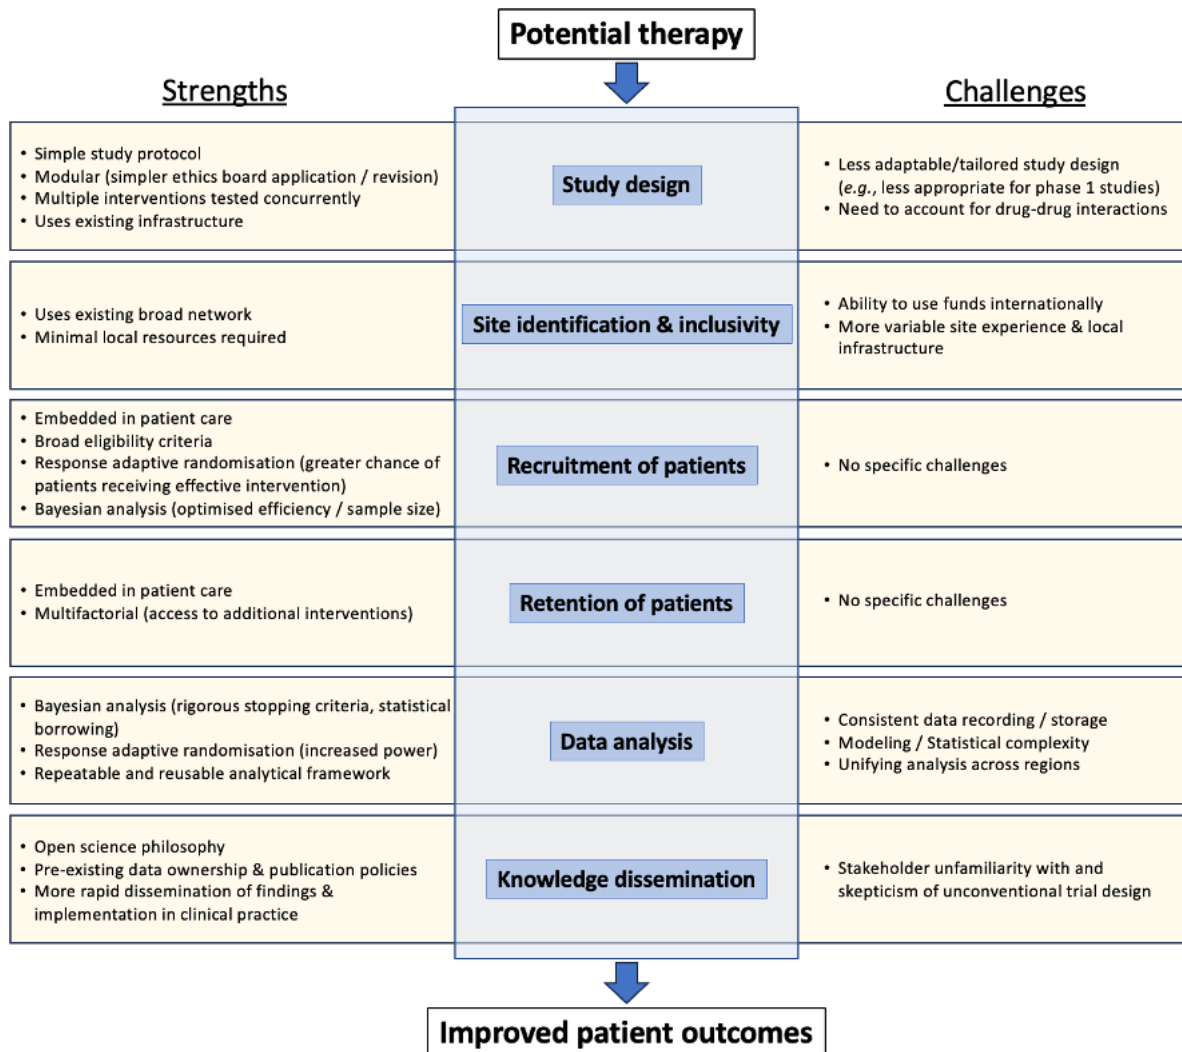 Potential therapy
Strengths
Challenges
• Simple study protocol
• Modular (simpler ethics board application / revision)
• Multiple interventions tested concurrently
• Uses existing infrastructure
Study design
• Less adaptable/tailored study design
(e.g., less appropriate for phase 1 studies)
• Need to account for drug-drug interactions
• Uses existing broad network
• Minimal local resources required
Site identification & inclusivity
• Ability to use funds internationally
• More variable site experience & local
infrastructure
• Embedded in patient care
• Broad eligibility criteria
• Response adaptive randomisation (greater chance of
patients receiving effective intervention)
• Bayesian analysis (optimised efficiency / sample size)
Recruitment of patients
• No specific challenges
• Embedded in patient care
• Multifactorial (access to additional interventions)
Retention of patients
• No specific challenges
• Bayesian analysis (rigorous stopping criteria, statistical
borrowing)
• Response adaptive randomisation (increased power)
• Repeatable and reusable analytical framework
Data analysis
• Consistent data recording / storage
• Modeling / Statistical complexity
• Unifying analysis across regions
• Open science philosophy
• Pre-existing data ownership & publication policies
• More rapid dissemination of findings &
implementation in clinical practice
Knowledge dissemination
• Stakeholder unfamiliarity with and
skepticism of unconventional trial design
Improved patient outcomes